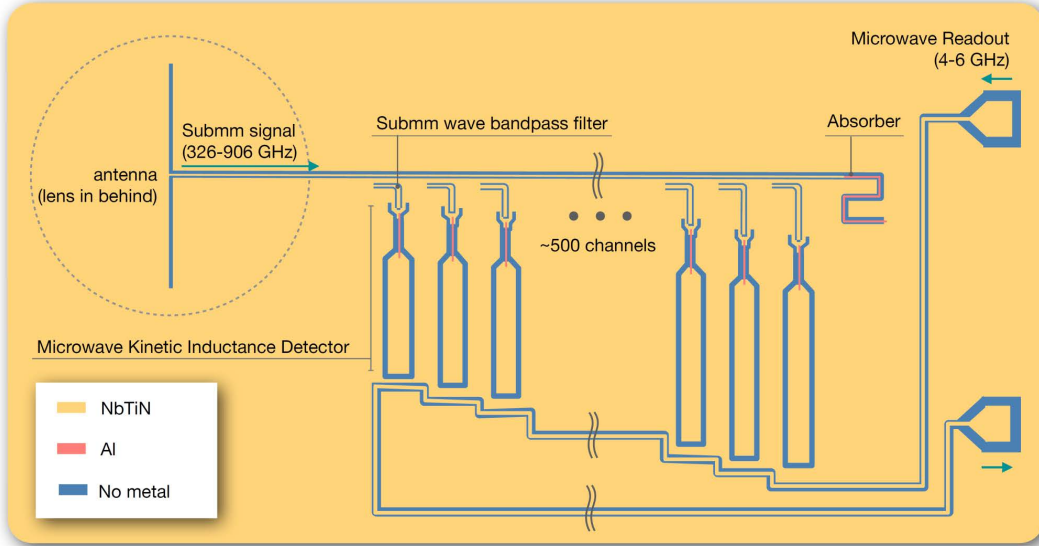 Microwave Readout
(4-6 GHz)
Submm signal
(326-906 GHz)
Submm wave bandpass filter
Absorber
antenna
(lens in behind)
~500 channels
Microwave Kinetic Inductance Detector
NbTiN
Al
No metal